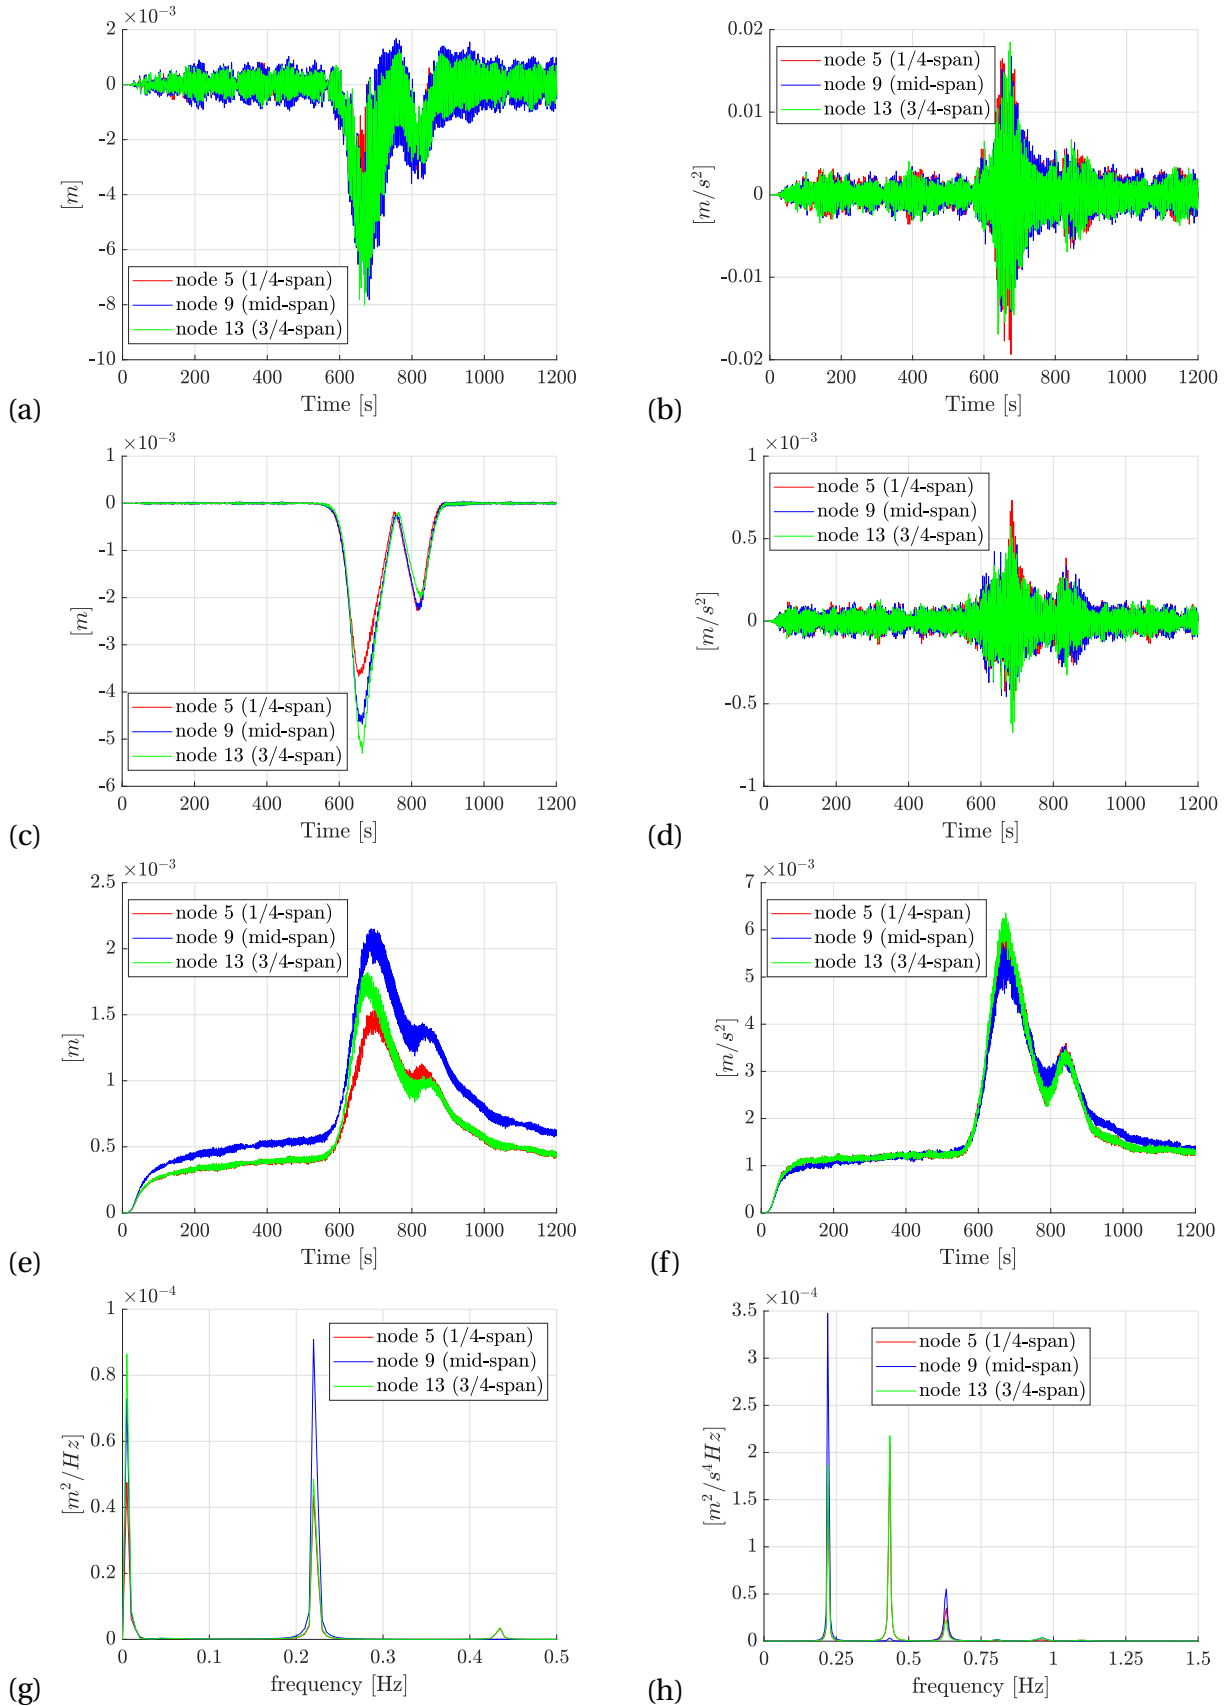 ×10⁻³
2
0
-2
-4
-6
-8
-10
[m]
node 5 (1/4-span)
node 9 (mid-span)
node 13 (3/4-span)
0 200 400 600 800 1000 1200
Time [s]
(a)
0.02
0.01
0
-0.01
-0.02
[m/s²]
node 5 (1/4-span)
node 9 (mid-span)
node 13 (3/4-span)
0 200 400 600 800 1000 1200
Time [s]
(b)
×10⁻³
1
0
-1
-2
-3
-4
-5
-6
[m]
node 5 (1/4-span)
node 9 (mid-span)
node 13 (3/4-span)
0 200 400 600 800 1000 1200
Time [s]
(c)
×10⁻³
1
0.5
0
-0.5
-1
[m/s²]
node 5 (1/4-span)
node 9 (mid-span)
node 13 (3/4-span)
0 200 400 600 800 1000 1200
Time [s]
(d)
×10⁻³
2.5
2
1.5
1
0.5
0
[m]
node 5 (1/4-span)
node 9 (mid-span)
node 13 (3/4-span)
0 200 400 600 800 1000 1200
Time [s]
(e)
×10⁻³
7
6
5
4
3
2
1
0
[m/s²]
node 5 (1/4-span)
node 9 (mid-span)
node 13 (3/4-span)
0 200 400 600 800 1000 1200
Time [s]
(f)
×10⁻⁴
1
0.8
0.6
0.4
0.2
0
[m²/Hz]
node 5 (1/4-span)
node 9 (mid-span)
node 13 (3/4-span)
0 0.1 0.2 0.3 0.4 0.5
frequency [Hz]
(g)
×10⁻⁴
3.5
3
2.5
2
1.5
1
0.5
0
[m²/s⁴Hz]
node 5 (1/4-span)
node 9 (mid-span)
node 13 (3/4-span)
0 0.25 0.5 0.75 1 1.25 1.5
frequency [Hz]
(h)